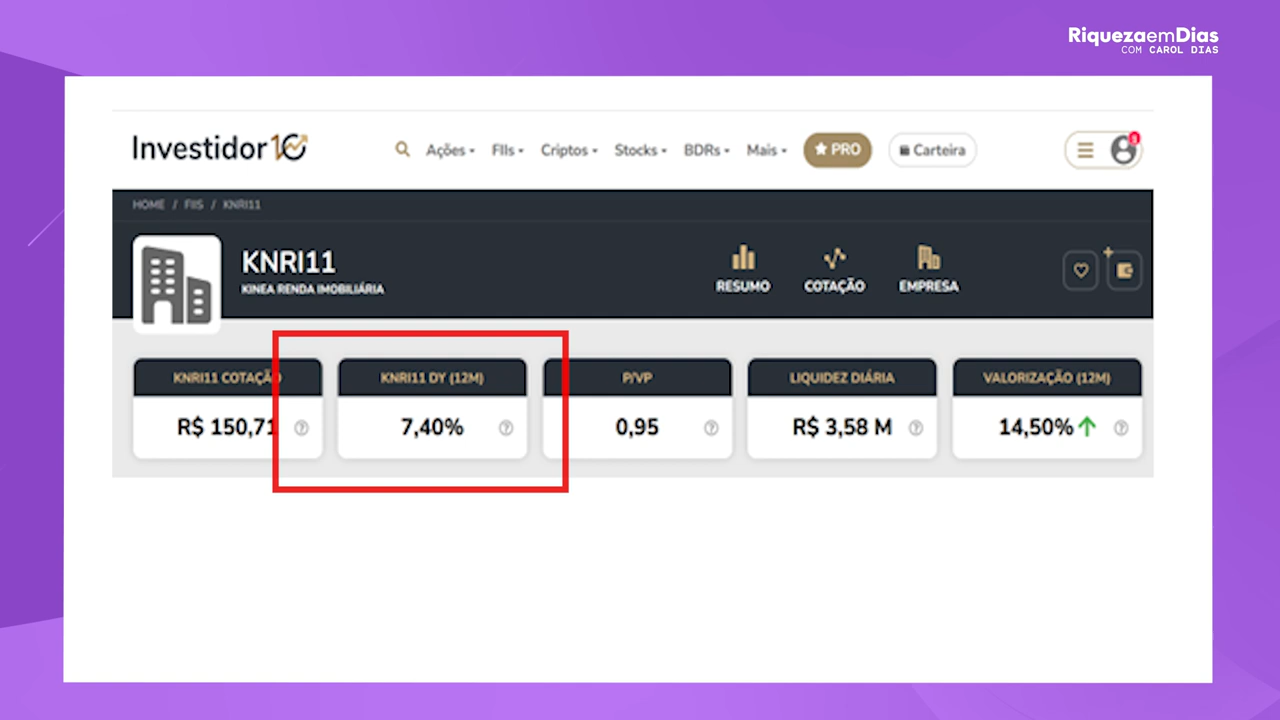 RiquezaemDias
COM CAROL DIAS
Investidor10
Ações
FIIs
Criptos
Stocks
BDRs
Mais
PRO
Carteira
HOME / FIIS / KNRI11
KNRI11
KINEA RENDA IMOBILIÁRIA
RESUMO
COTAÇÃO
EMPRESA
KNRI11 COTAÇÃO
R$ 150,71
KNRI11 DY (12M)
7,40%
P/VP
0,95
LIQUIDEZ DIÁRIA
R$ 3,58 M
VALORIZAÇÃO (12M)
14,50%